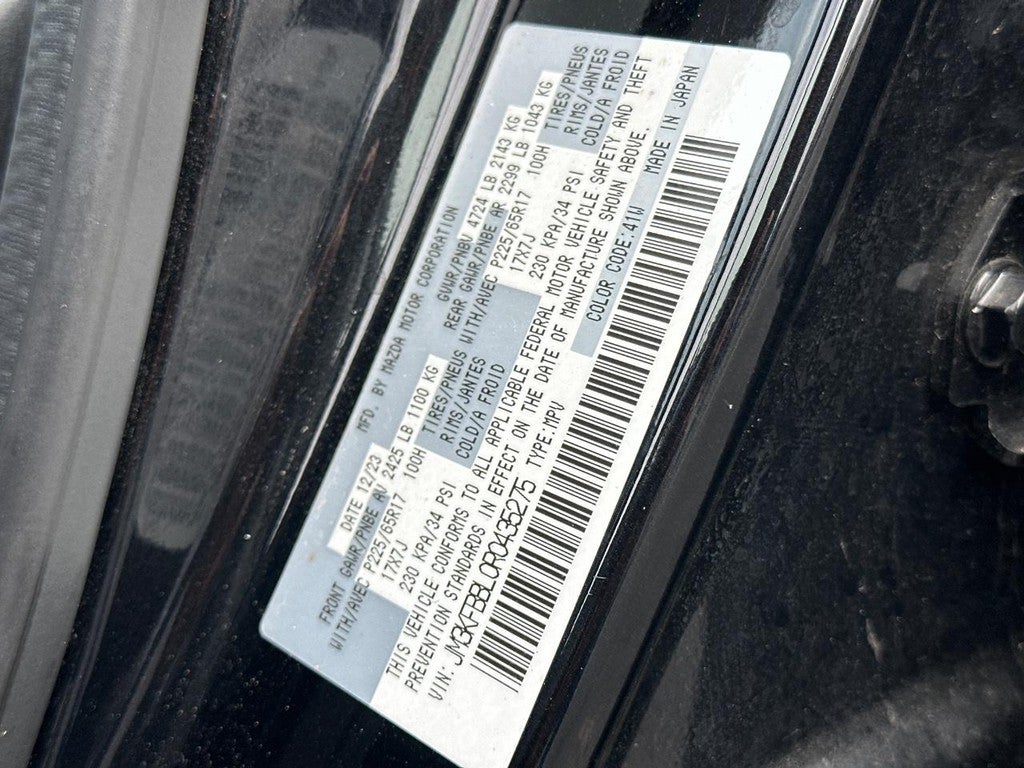 MFD. BY MAZDA MOTOR CORPORATION
DATE 12/23 GVWR/PNBV 4724 LB 2143 KG
FRONT GAWR/PNBE AV 2425 LB 1100 KG REAR GAWR/PNBE AR 2299 LB 1043 KG
WITH/AVEC P225/65R17 100H TIRES/PNEUS WITH/AVEC P225/65R17 100H TIRES/PNEUS
17X7J RIMS/JANTES 17X7J RIMS/JANTES
230 KPA/34 PSI COLD/A FROID 230 KPA/34 PSI COLD/A FROID
THIS VEHICLE CONFORMS TO ALL APPLICABLE FEDERAL MOTOR VEHICLE SAFETY AND THEFT
PREVENTION STANDARDS IN EFFECT ON THE DATE OF MANUFACTURE SHOWN ABOVE.
VIN: JM3KFBBL0R0435275 TYPE:MPV COLOR CODE:41W MADE IN JAPAN